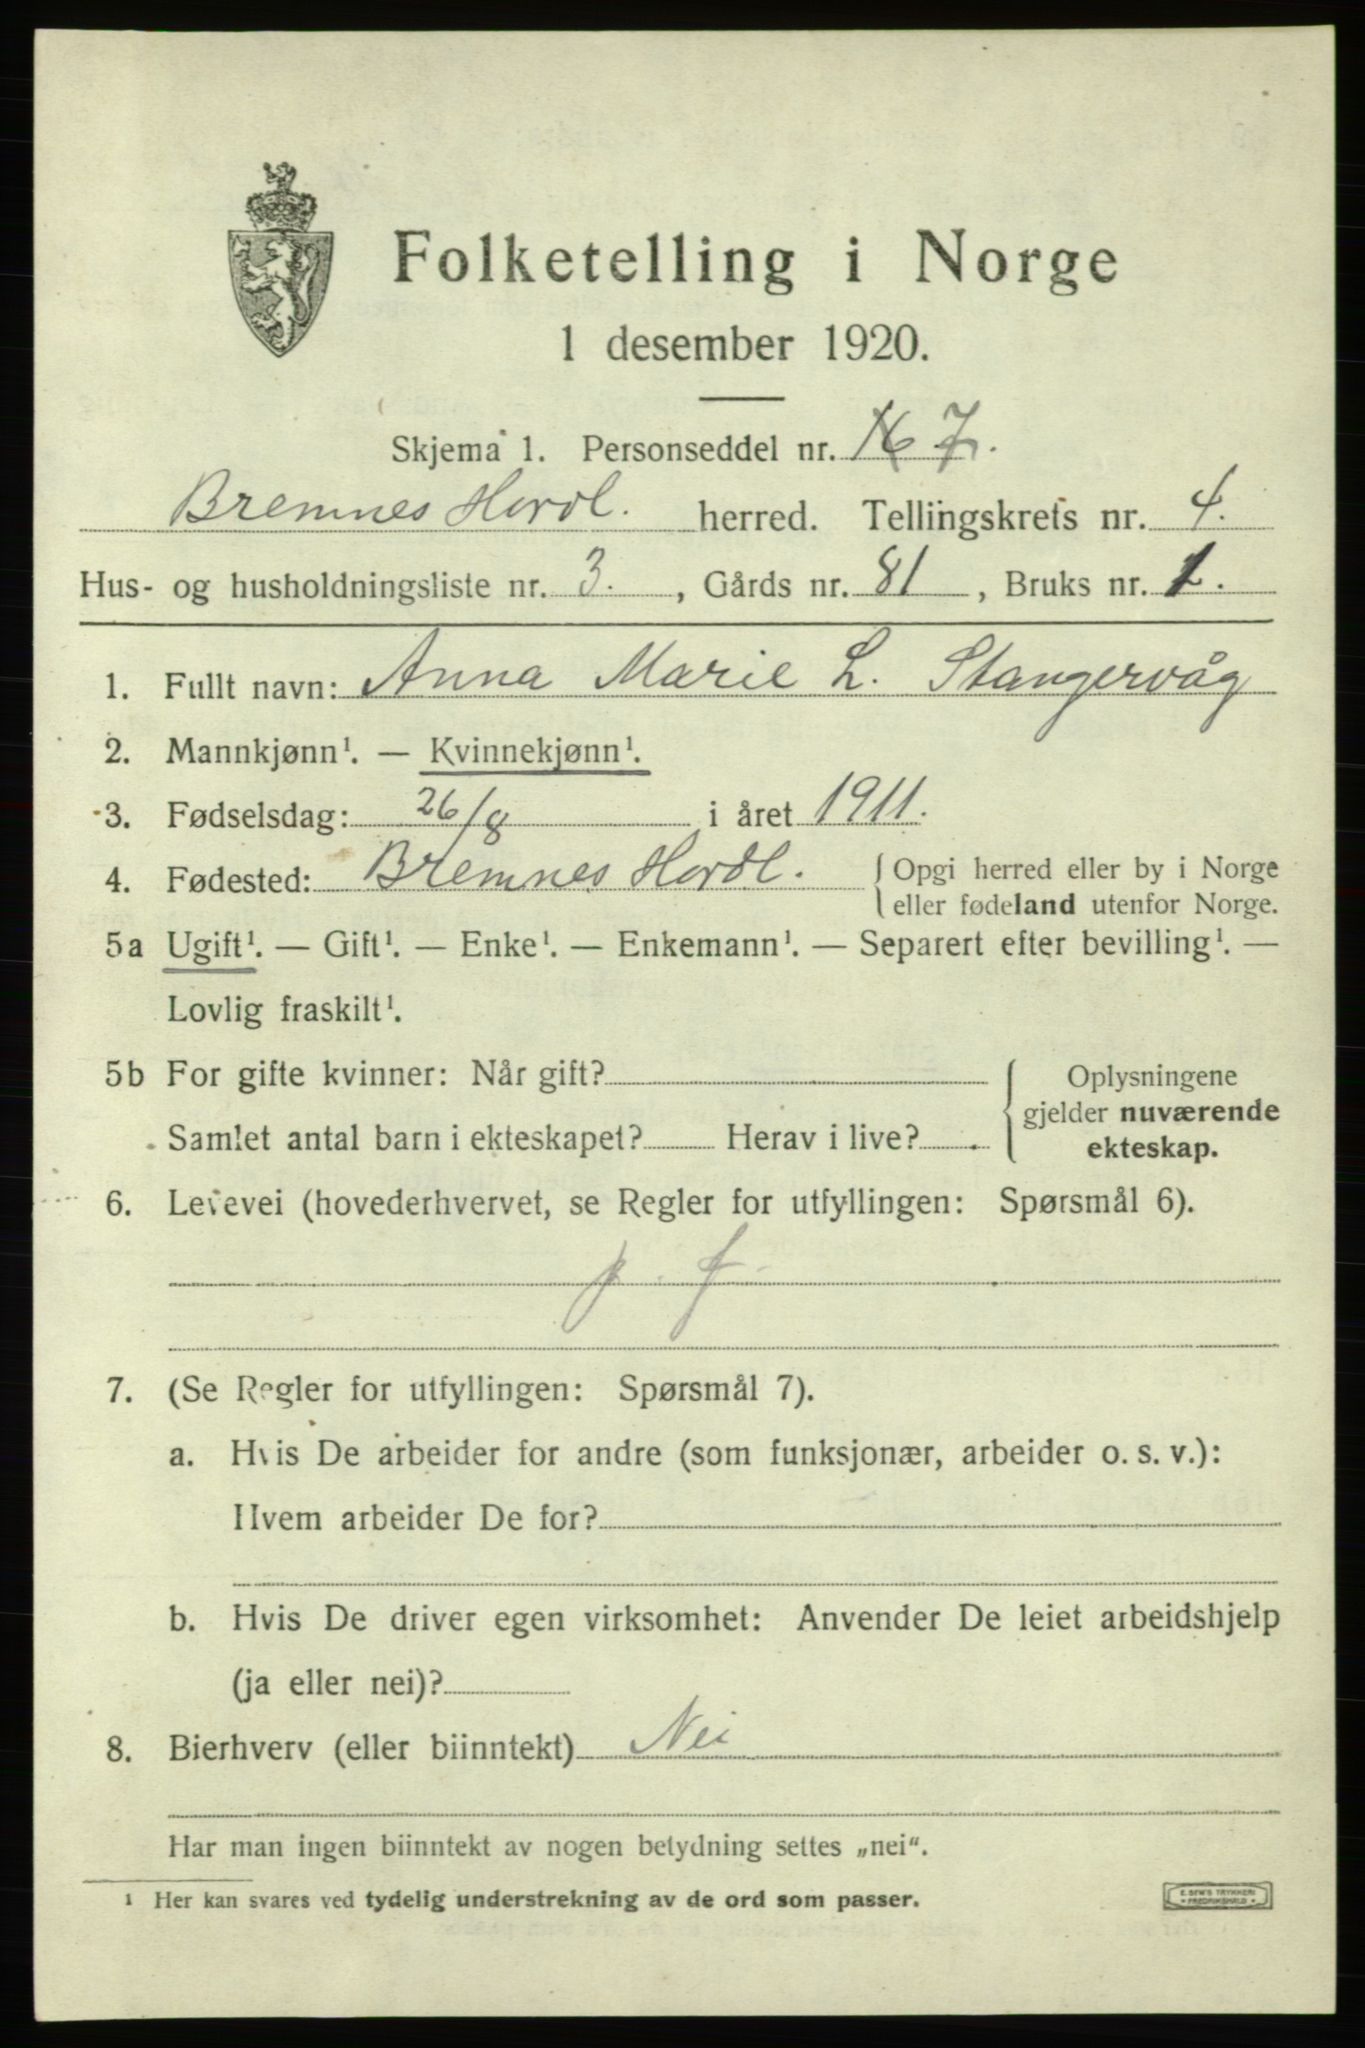 Folketelling i Norge
1 desember 1920.
Skjema 1. Personseddel nr. 7.
Bremnes Hordl. herred. Tellingskrets nr. 4.
Hus- og husholdningsliste nr. 3. , Gårds nr. 81 , Bruks nr. 1.
1. Fullt navn: Anna Marie L. Stangervåg
2. Mannkjønn¹. — Kvinnekjønn¹.
3. Fødselsdag: 26/8 i året 1911.
4. Fødested: Bremnes Hordl. { Opgi herred eller by i Norge
eller fødeland utenfor Norge.
5a Ugift¹. — Gift¹. — Enke¹. — Enkemann¹. — Separert efter bevilling¹. —
Lovlig fraskilt¹.
5b For gifte kvinner: Når gift?
Samlet antal barn i ekteskapet? Herav i live?
Oplysningene
gjelder nuværende
ekteskap.
6. Levevei (hovederhvervet, se Regler for utfyllingen: Spørsmål 6).
p. f.
7. (Se Regler for utfyllingen: Spørsmål 7).
a. Hvis De arbeider for andre (som funksjonær, arbeider o. s. v.):
Hvem arbeider De for?
b. Hvis De driver egen virksomhet: Anvender De leiet arbeidshjelp
(ja eller nei)?
8. Bierhverv (eller biinntekt) Nei
Har man ingen biinntekt av nogen betydning settes „nei“.
¹ Her kan svares ved tydelig understrekning av de ord som passer.